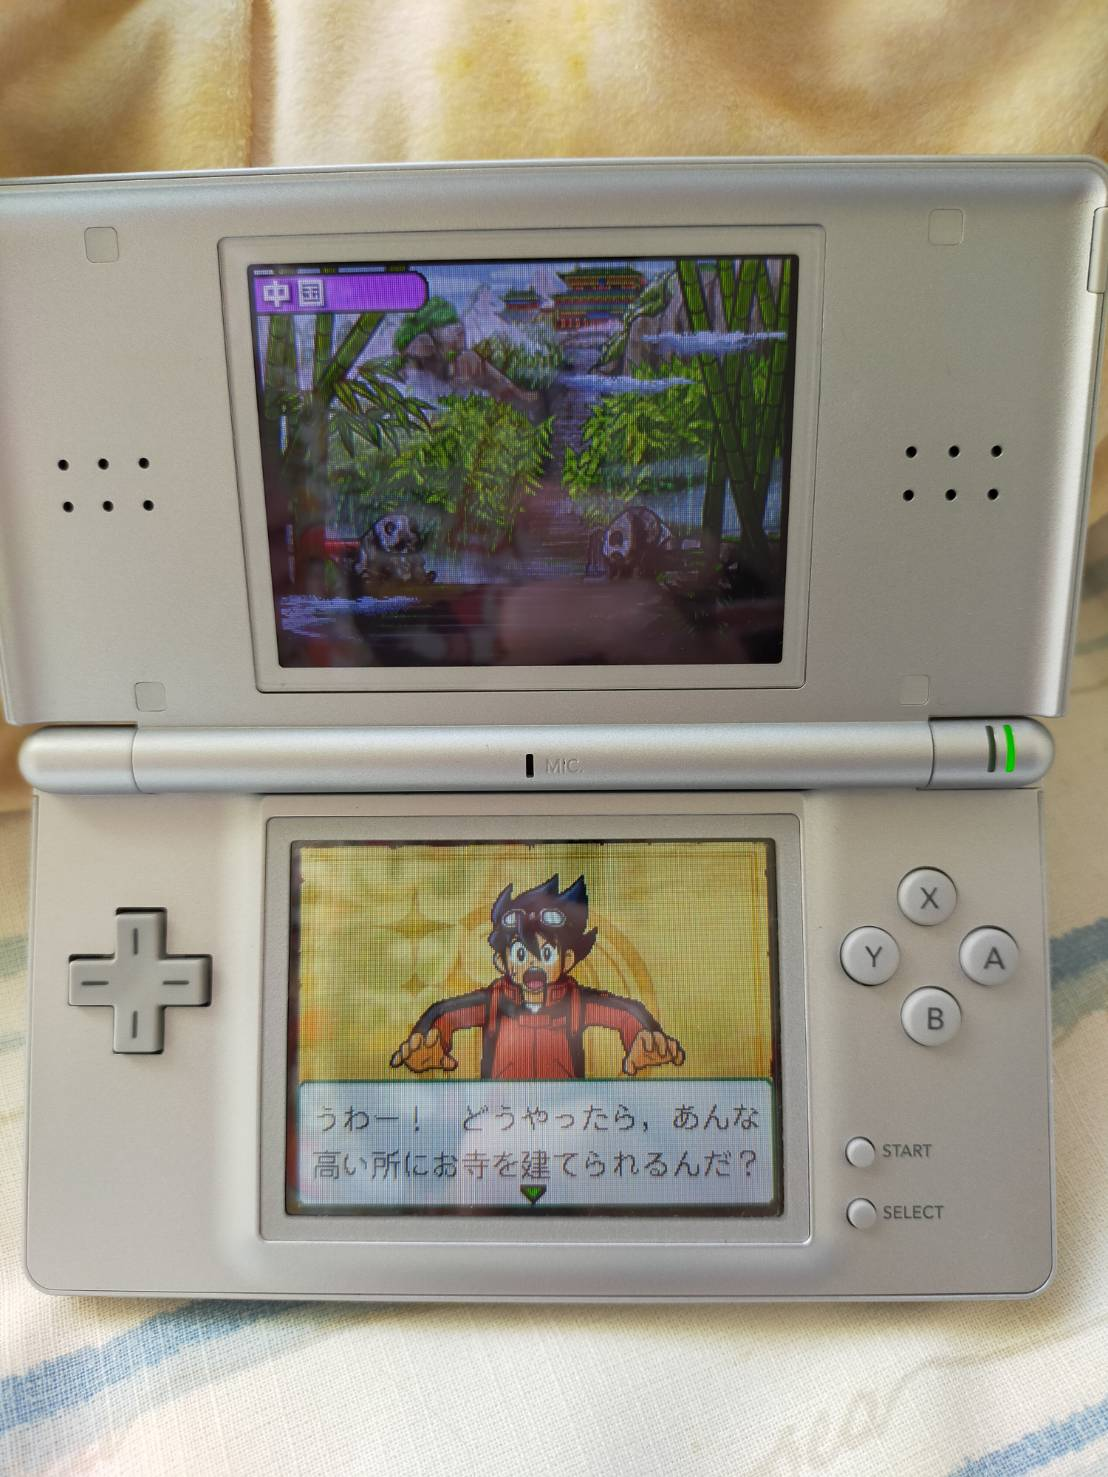 中国
MIC.
うわー！　どうやったら，あんな
高い所にお寺を建てられるんだ？
X
Y
A
B
START
SELECT